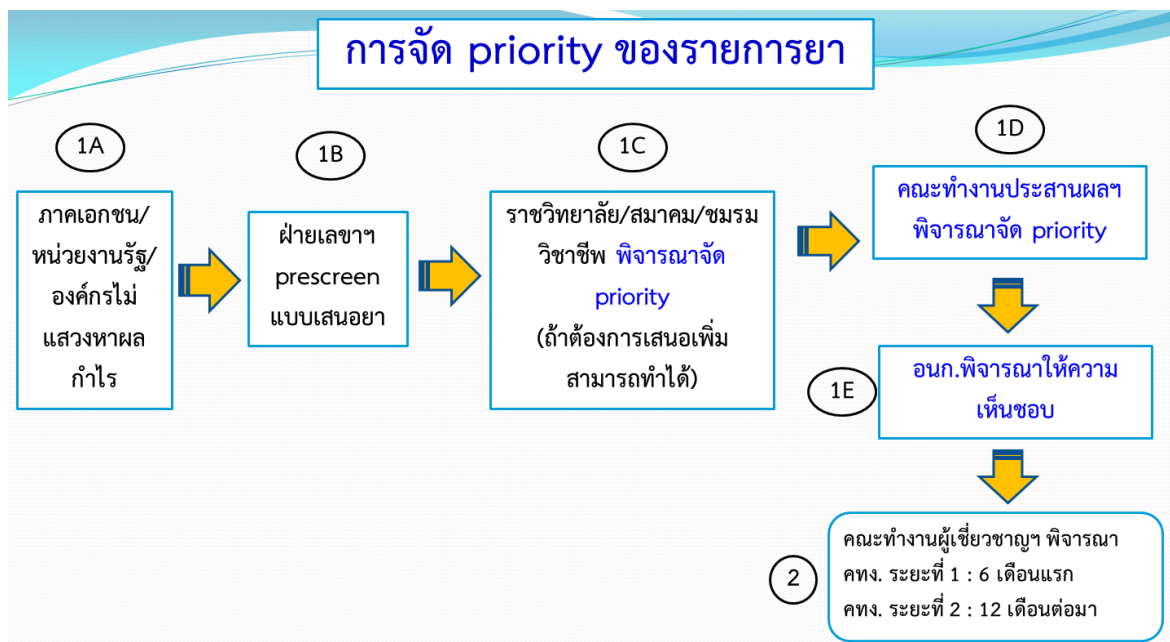 การจัด priority ของรายการยา
1A
ภาคเอกชน/
หน่วยงานรัฐ/
องค์กรไม่
แสวงหาผล
กำไร
1B
ฝ่ายเลขาฯ
prescreen
แบบเสนอยา
1C
ราชวิทยาลัย/สมาคม/ชมรม
วิชาชีพ พิจารณาจัด
priority
(ถ้าต้องการเสนอเพิ่ม
สามารถทำได้)
1D
คณะทำงานประสานผลฯ
พิจารณาจัด priority
1E
อนก.พิจารณาให้ความ
เห็นชอบ
2
คณะทำงานผู้เชี่ยวชาญฯ พิจารณา
คทง. ระยะที่ 1 : 6 เดือนแรก
คทง. ระยะที่ 2 : 12 เดือนต่อมา